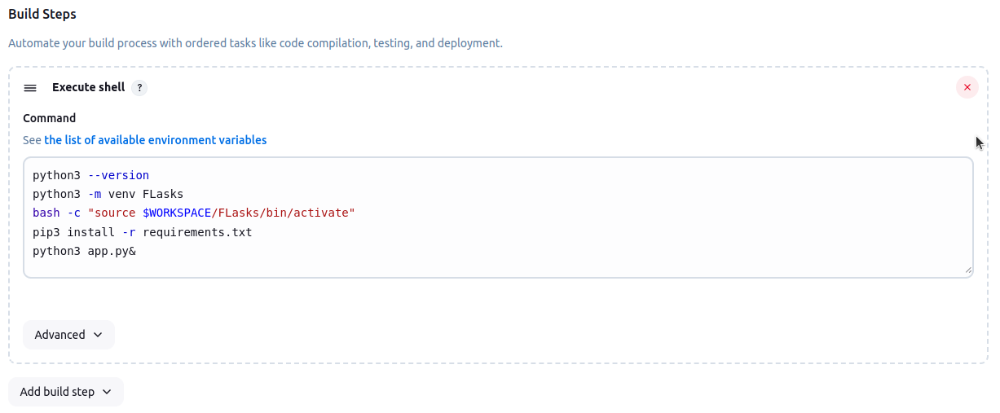 Build Steps
Automate your build process with ordered tasks like code compilation, testing, and deployment.
Execute shell ?
Command
See the list of available environment variables
python3 --version
python3 -m venv FLasks
bash -c "source $WORKSPACE/FLasks/bin/activate"
pip3 install -r requirements.txt
python3 app.py&
Advanced
Add build step